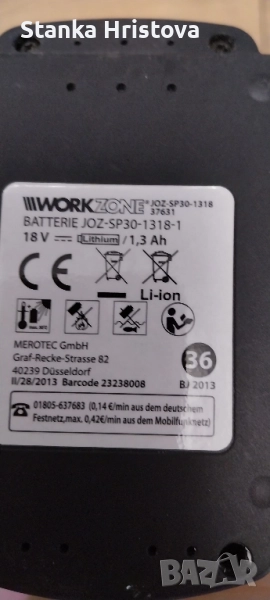 Stanka Hristova
WORKZONE® JOZ-SP30-1318
37631
BATTERIE JOZ-SP30-1318-1
18 V Lithium / 1,3 Ah
CE
Li-ion
MEROTEC GmbH
Graf-Recke-Strasse 82
40239 Düsseldorf
II/28/2013 Barcode 23238008
36
BJ 2013
01805-637683 (0,14 €/min aus dem deutschen
Festnetz,max. 0,42€/min aus dem Mobilfunknetz)
BAZAR